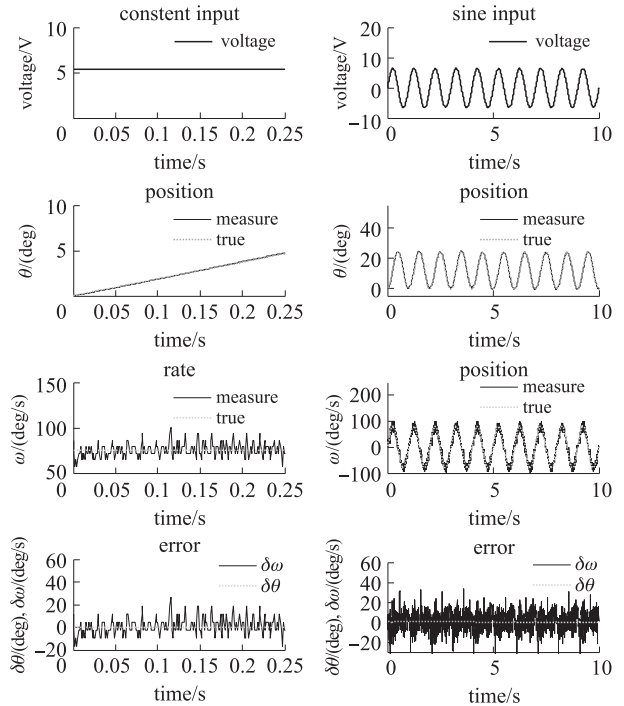 constent input
voltage/V
10
5
0
voltage
0.05
0.1
0.15
0.2
0.25
time/s
sine input
voltage/V
20
10
0
−10
voltage
0
5
10
time/s
position
θ/(deg)
10
5
0
measure
true
0.05
0.1
0.15
0.2
0.25
time/s
position
θ/(deg)
40
20
0
measure
true
0
5
10
time/s
rate
ω/(deg/s)
150
100
50
measure
true
0
0.05
0.1
0.15
0.2
0.25
time/s
position
ω/(deg/s)
200
100
0
−100
measure
true
0
5
10
time/s
error
δθ/(deg), δω/(deg/s)
60
40
20
0
−20
δω
δθ
0
0.05
0.1
0.15
0.2
0.25
time/s
error
δθ/(deg), δω/(deg/s)
60
40
20
0
−20
δω
δθ
0
5
10
time/s